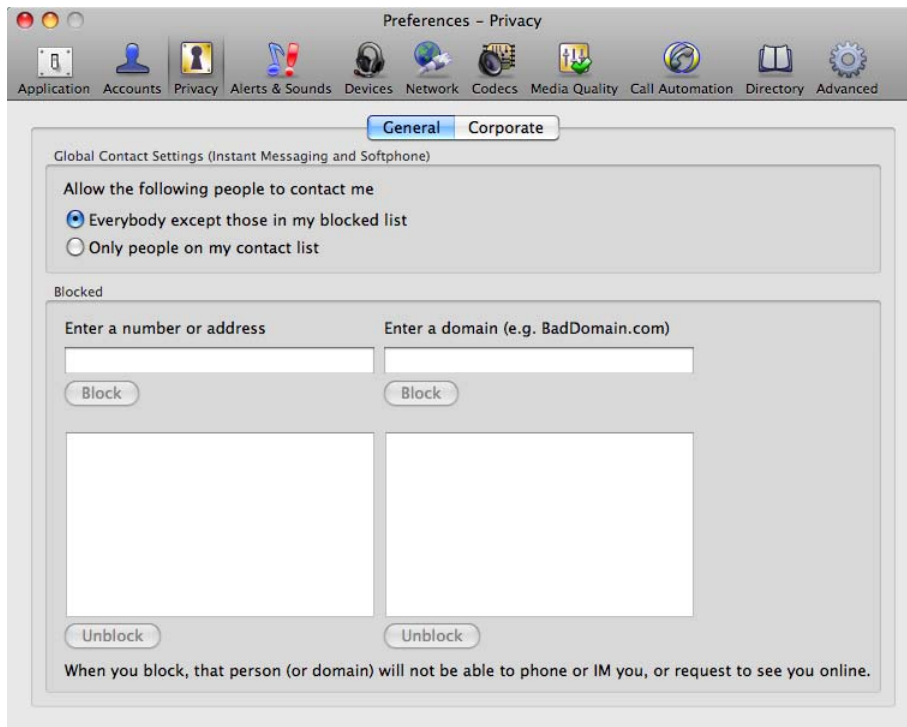 Preferences – Privacy
Application Accounts Privacy Alerts & Sounds Devices Network Codecs Media Quality Call Automation Directory Advanced
General Corporate
Global Contact Settings (Instant Messaging and Softphone)
Allow the following people to contact me
Everybody except those in my blocked list
Only people on my contact list
Blocked
Enter a number or address Enter a domain (e.g. BadDomain.com)
Block Block
Unblock Unblock
When you block, that person (or domain) will not be able to phone or IM you, or request to see you online.